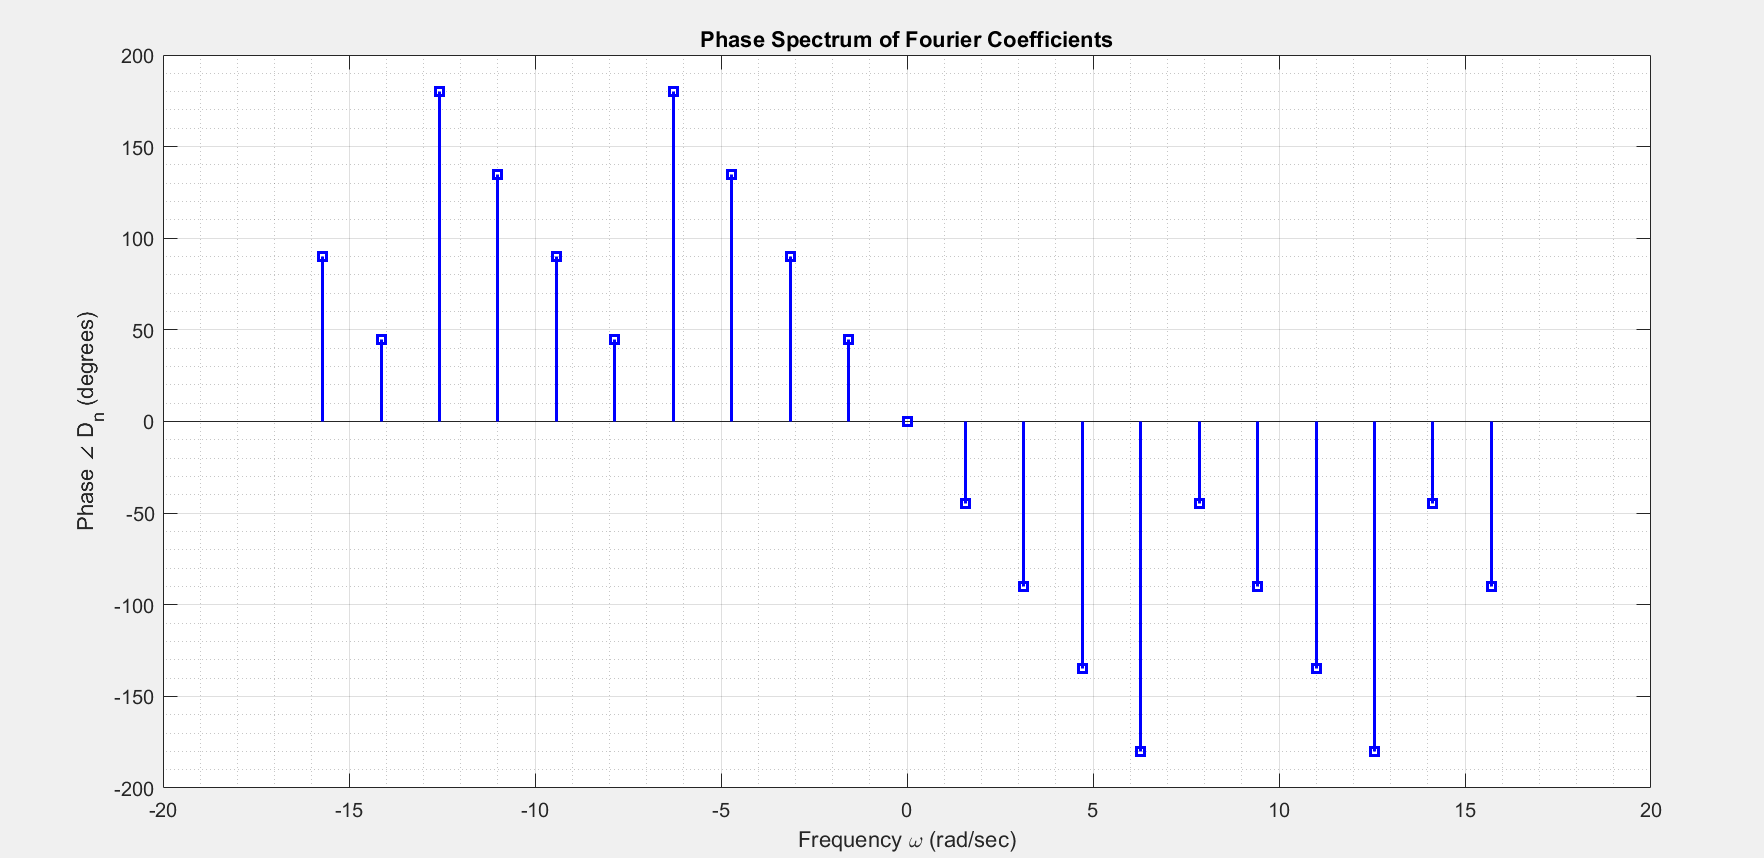 Phase Spectrum of Fourier Coefficients
200
150
100
50
0
-50
-100
-150
-200
Phase ∠ Dn (degrees)
-20 -15 -10 -5 0 5 10 15 20
Frequency ω (rad/sec)